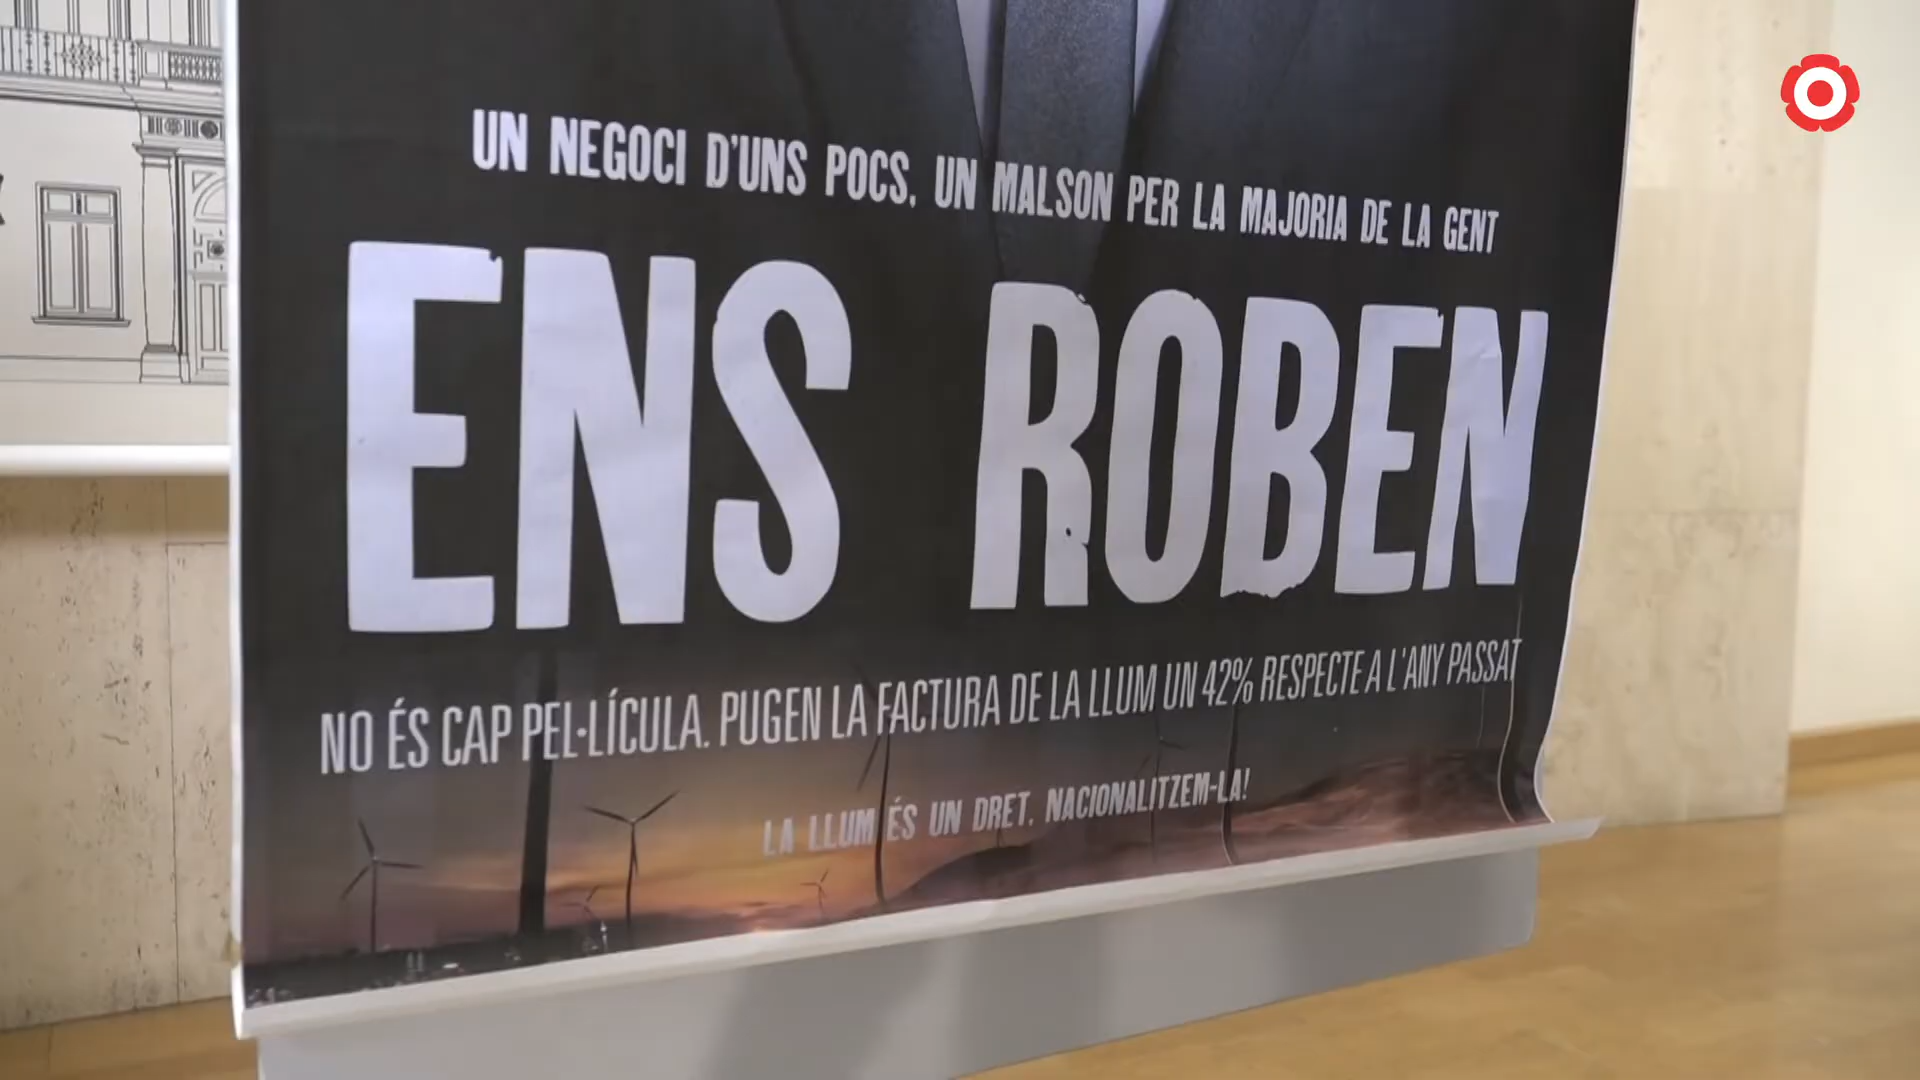 UN NEGOCI D'UNS POCS, UN MALSON PER LA MAJORIA DE LA GENT
ENS ROBEN
NO ÉS CAP PEL·LÍCULA. PUGEN LA FACTURA DE LA LLUM UN 42% RESPECTE A L'ANY PASSAT
LA LLUM ÉS UN DRET, NACIONALITZEM-LA!